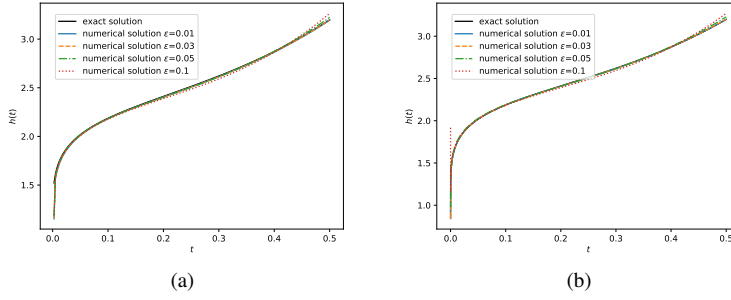 exact solution
numerical solution ε=0.01
numerical solution ε=0.03
numerical solution ε=0.05
numerical solution ε=0.1
3.0
2.5
2.0
1.5
h(t)
0.0 0.1 0.2 0.3 0.4 0.5
t
(a)
exact solution
numerical solution ε=0.01
numerical solution ε=0.03
numerical solution ε=0.05
numerical solution ε=0.1
3.0
2.5
2.0
1.5
1.0
h(t)
0.0 0.1 0.2 0.3 0.4 0.5
t
(b)